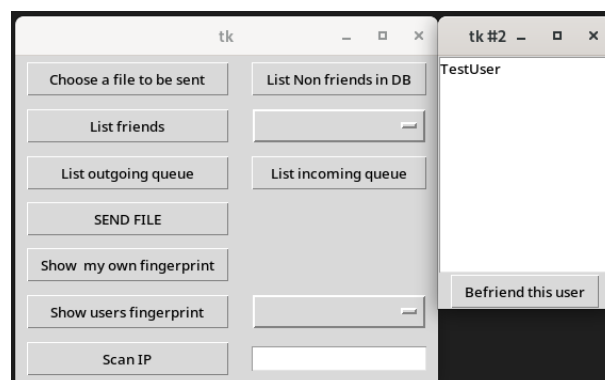 tk
tk #2
Choose a file to be sent
List Non friends in DB
TestUser
List friends
List outgoing queue
List incoming queue
SEND FILE
Show my own fingerprint
Befriend this user
Show users fingerprint
Scan IP